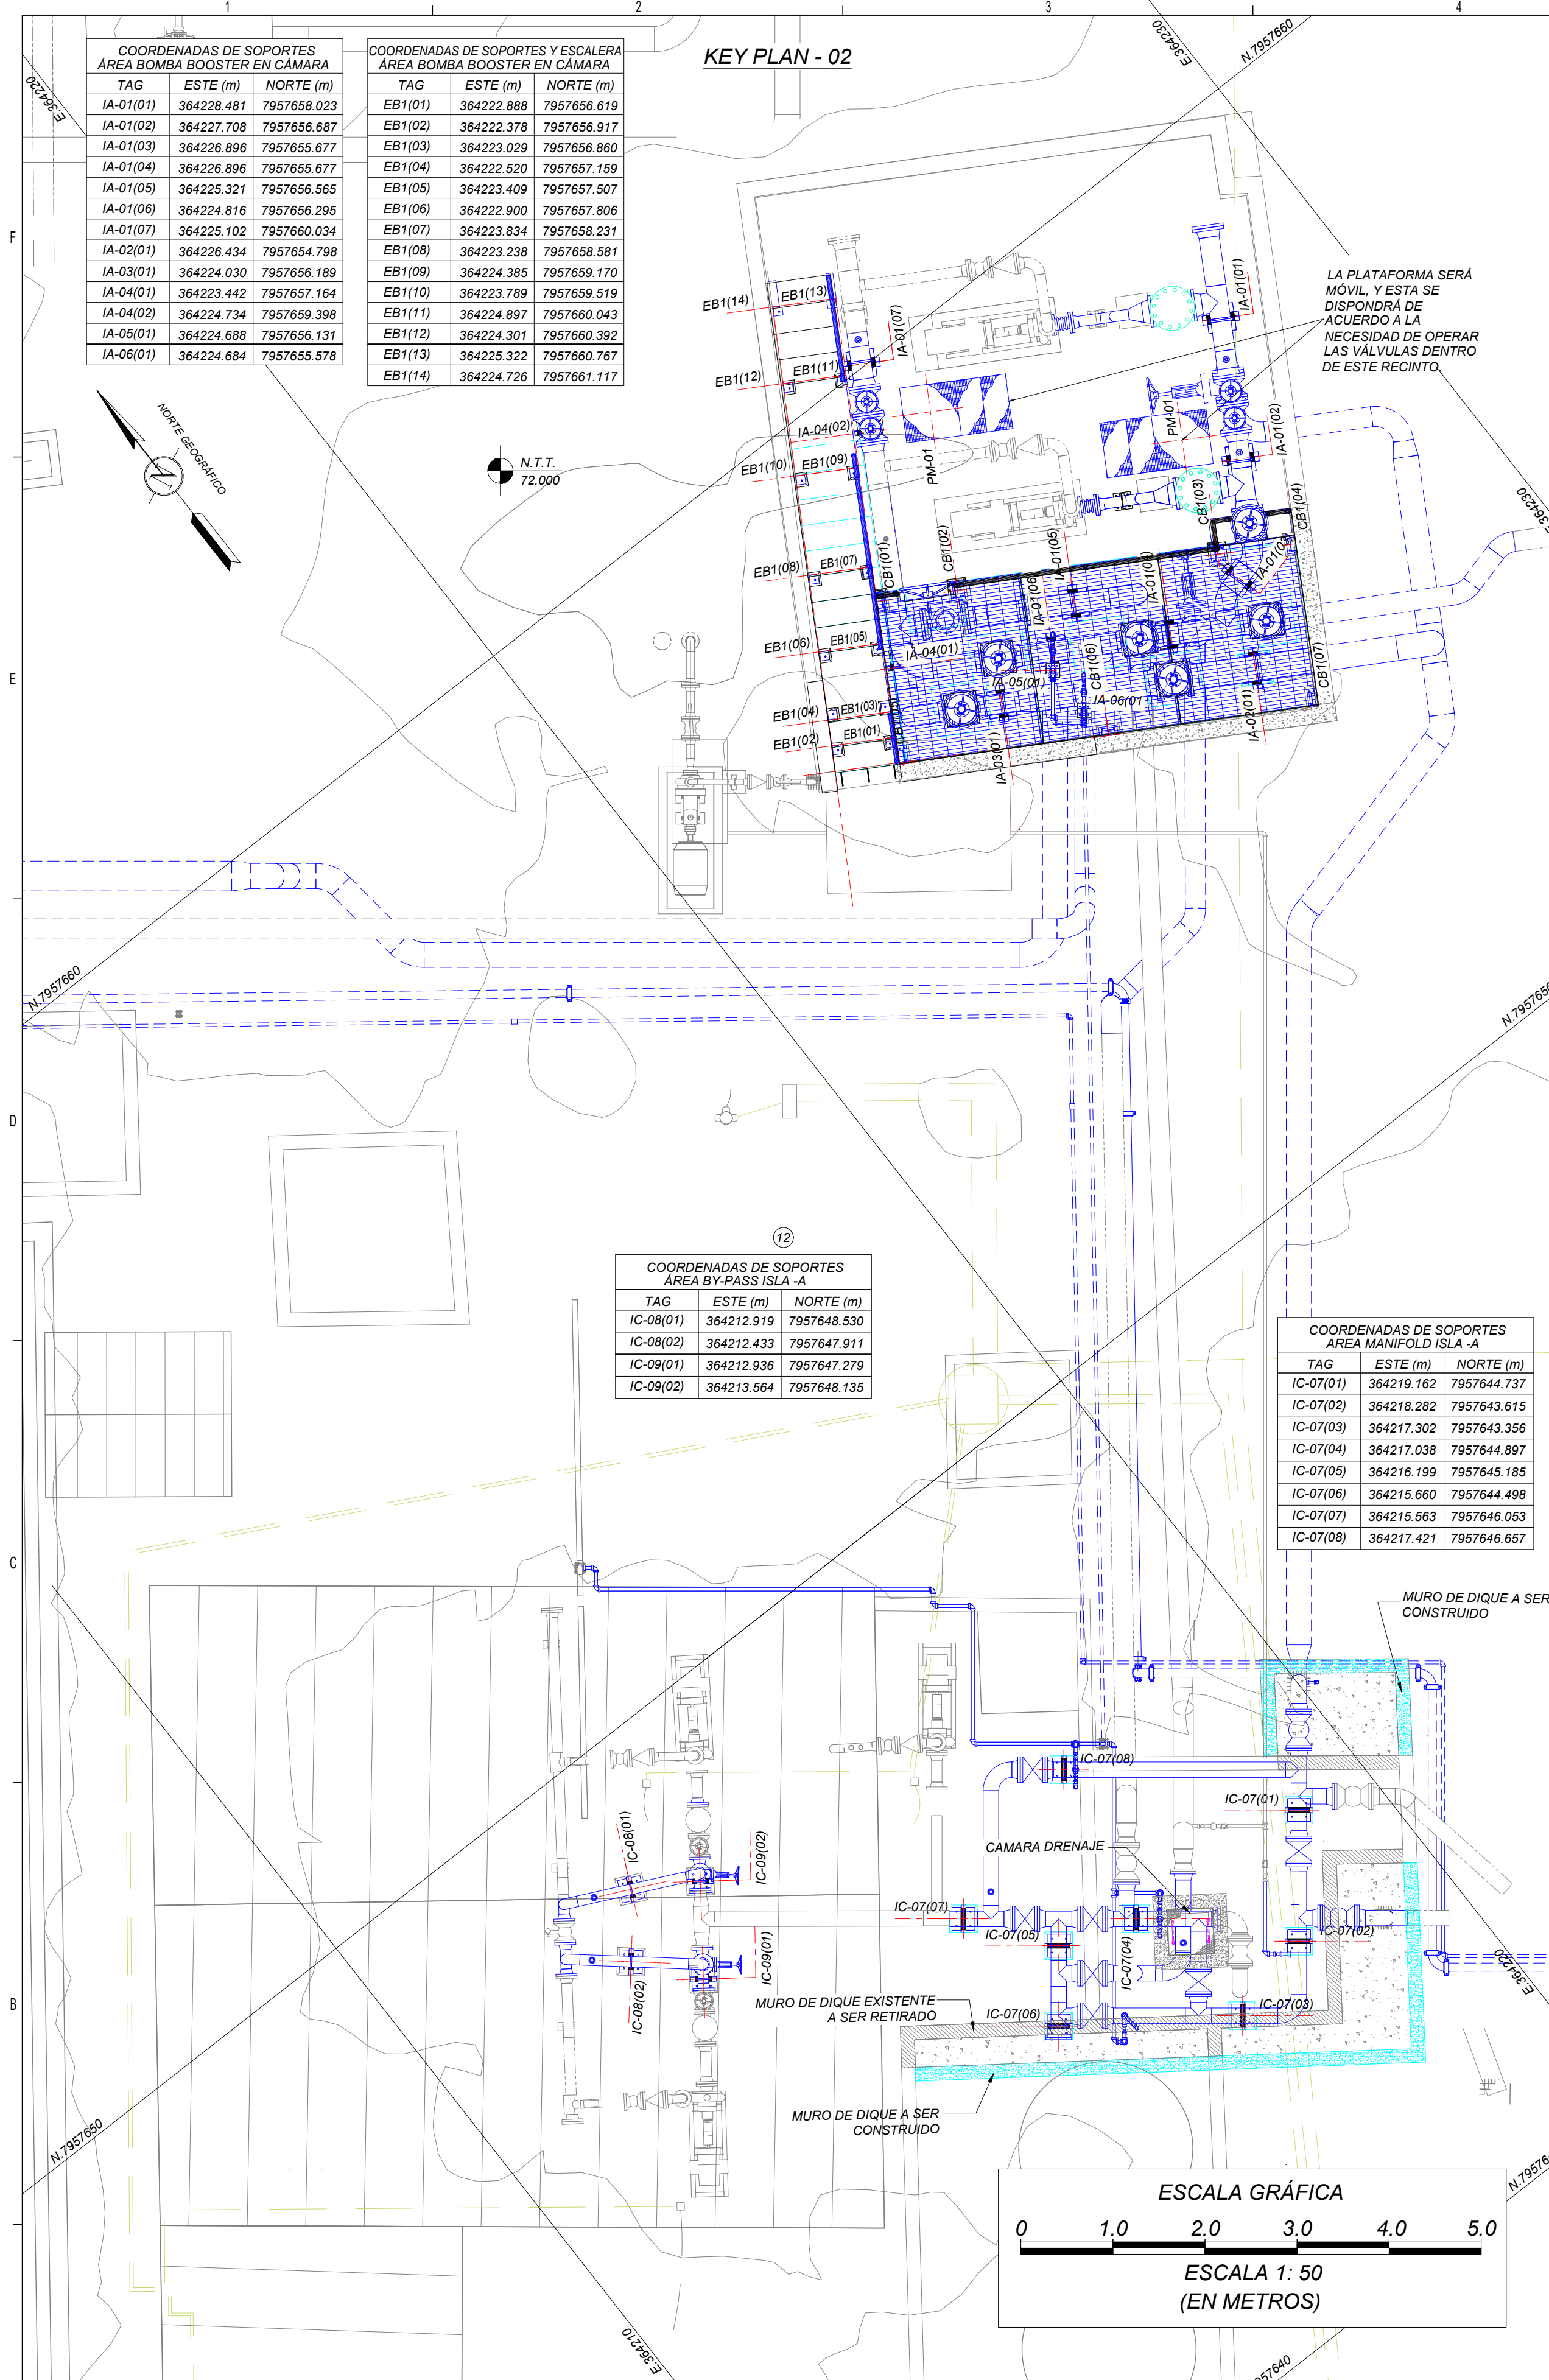 1 2 3 4
KEY PLAN - 02
COORDENADAS DE SOPORTES
ÁREA BOMBA BOOSTER EN CÁMARA
TAG ESTE (m) NORTE (m)
IA-01(01) 364228.481 7957658.023
IA-01(02) 364227.708 7957656.687
IA-01(03) 364226.896 7957655.677
IA-01(04) 364226.896 7957655.677
IA-01(05) 364225.321 7957656.565
IA-01(06) 364224.816 7957656.295
IA-01(07) 364225.102 7957660.034
IA-02(01) 364226.434 7957654.798
IA-03(01) 364224.030 7957656.189
IA-04(01) 364223.442 7957657.164
IA-04(02) 364224.734 7957659.398
IA-05(01) 364224.688 7957656.131
IA-06(01) 364224.684 7957655.578
COORDENADAS DE SOPORTES Y ESCALERA
ÁREA BOMBA BOOSTER EN CÁMARA
TAG ESTE (m) NORTE (m)
EB1(01) 364222.888 7957656.619
EB1(02) 364222.378 7957656.917
EB1(03) 364223.029 7957656.860
EB1(04) 364222.520 7957657.159
EB1(05) 364223.409 7957657.507
EB1(06) 364222.900 7957657.806
EB1(07) 364223.834 7957658.231
EB1(08) 364223.238 7957658.581
EB1(09) 364224.385 7957659.170
EB1(10) 364223.789 7957659.519
EB1(11) 364224.897 7957660.043
EB1(12) 364224.301 7957660.392
EB1(13) 364225.322 7957660.767
EB1(14) 364224.726 7957661.117
E.364220
E.364230
N.7957660
F
E
D
C
B
NORTE GEOGRÁFICO
N
N.T.T.
72.000
LA PLATAFORMA SERÁ
MÓVIL, Y ESTA SE
DISPONDRÁ DE
ACUERDO A LA
NECESIDAD DE OPERAR
LAS VÁLVULAS DENTRO
DE ESTE RECINTO
EB1(14)
EB1(13)
IA-01(07)
IA-01(01)
EB1(12)
EB1(11)
IA-04(02)
PM-01
PM-01
IA-01(02)
EB1(10)
EB1(09)
CB1(03)
CB1(04)
E.364230
EB1(08)
EB1(07)
CB1(01)
CB1(02)
IA-01(05)
IA-01(04)
IA-01(03)
IA-01(06)
EB1(06)
EB1(05)
IA-04(01)
IA-05(01)
CB1(06)
IA-06(01
CB1(07)
EB1(04)
EB1(03)
EB1(02)
EB1(01)
CB1(05)
IA-03(01)
IA-02(01)
N.7957660
N.7957650
12
COORDENADAS DE SOPORTES
ÁREA BY-PASS ISLA -A
TAG ESTE (m) NORTE (m)
IC-08(01) 364212.919 7957648.530
IC-08(02) 364212.433 7957647.911
IC-09(01) 364212.936 7957647.279
IC-09(02) 364213.564 7957648.135
COORDENADAS DE SOPORTES
AREA MANIFOLD ISLA -A
TAG ESTE (m) NORTE (m)
IC-07(01) 364219.162 7957644.737
IC-07(02) 364218.282 7957643.615
IC-07(03) 364217.302 7957643.356
IC-07(04) 364217.038 7957644.897
IC-07(05) 364216.199 7957645.185
IC-07(06) 364215.660 7957644.498
IC-07(07) 364215.563 7957646.053
IC-07(08) 364217.421 7957646.657
MURO DE DIQUE A SER
CONSTRUIDO
IC-07(08)
IC-07(01)
CAMARA DRENAJE
IC-08(01)
IC-09(02)
IC-07(07)
IC-07(05)
IC-07(04)
IC-07(02)
IC-09(01)
IC-08(02)
E.364220
MURO DE DIQUE EXISTENTE
A SER RETIRADO
IC-07(06)
IC-07(03)
MURO DE DIQUE A SER
CONSTRUIDO
N.7957650
E.364210
ESCALA GRÁFICA
0 1.0 2.0 3.0 4.0 5.0
ESCALA 1: 50
(EN METROS)